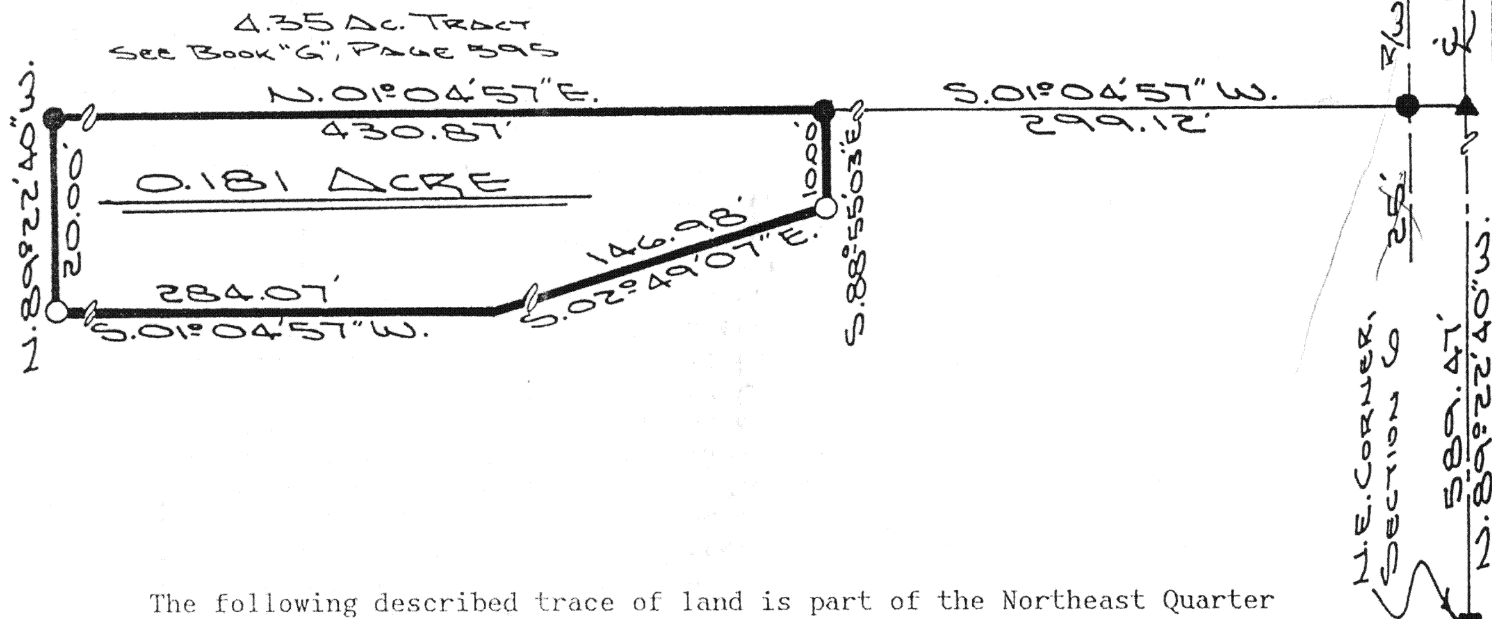 4.35 Ac. Tract
See Book "G", Page 595
N. 01°04'57" E.
430.87'
S. 01°04'57" W.
299.12'
R/W
25'
N. 89°22'40" W.
20.00'
0.181 Acre
10.00'
S. 88°55'03" E.
146.98'
S. 02°49'07" E.
284.07'
S. 01°04'57" W.
N.E. Corner,
Section 6
589.47'
N. 89°22'40" W.
The following described trace of land is part of the Northeast Quarter